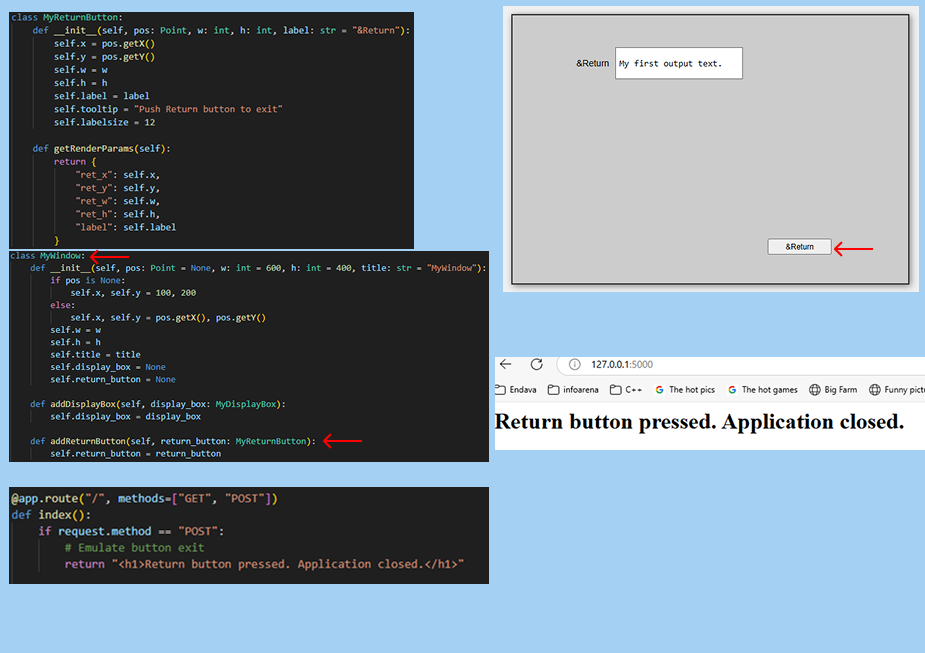 class MyReturnButton:
    def __init__(self, pos: Point, w: int, h: int, label: str = "&Return"):
        self.x = pos.getX()
        self.y = pos.getY()
        self.w = w
        self.h = h
        self.label = label
        self.tooltip = "Push Return button to exit"
        self.labelsize = 12
    def getRenderParams(self):
        return {
            "ret_x": self.x,
            "ret_y": self.y,
            "ret_w": self.w,
            "ret_h": self.h,
            "label": self.label
        }
class MyWindow:
    def __init__(self, pos: Point = None, w: int = 600, h: int = 400, title: str = "MyWindow"):
        if pos is None:
            self.x, self.y = 100, 200
        else:
            self.x, self.y = pos.getX(), pos.getY()
        self.w = w
        self.h = h
        self.title = title
        self.display_box = None
        self.return_button = None
    def addDisplayBox(self, display_box: MyDisplayBox):
        self.display_box = display_box
    def addReturnButton(self, return_button: MyReturnButton):
        self.return_button = return_button
@app.route("/", methods=["GET", "POST"])
def index():
    if request.method == "POST":
        # Emulate button exit
        return "<h1>Return button pressed. Application closed.</h1>"
&Return My first output text.
&Return
127.0.0.1:5000
Endava infoarena C++ The hot pics The hot games Big Farm Funny pict
Return button pressed. Application closed.